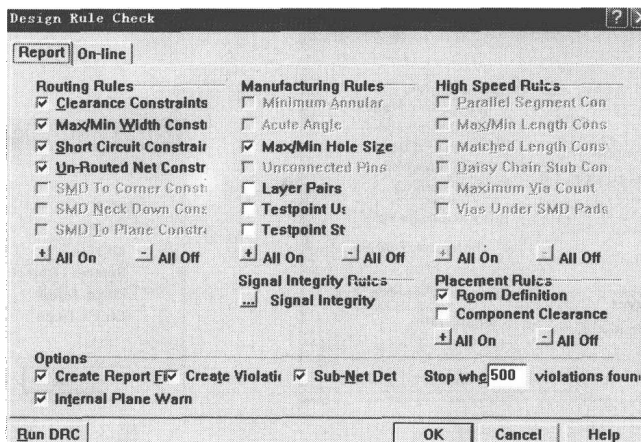 Design Rule Check
Report On-line
Routing Rules
Clearance Constraints
Max/Min Width Constr
Short Circuit Constrain
Un-Routed Net Constr
SMD To Corner Const
SMD Neck Down Cons
SMD To Plane Constra
+ All On - All Off
Manufacturing Rules
Minimum Annular
Acute Angle
Max/Min Hole Size
Unconnected Pins
Layer Pairs
Testpoint Us
Testpoint St
+ All On - All Off
High Speed Rules
Parallel Segment Con
Max/Min Length Cons
Matched Length Cons
Daisy Chain Stub Con
Maximum Via Count
Vias Under SMD Pads
+ All On - All Off
Signal Integrity Rules
... Signal Integrity
Placement Rules
Room Definition
Component Clearance
+ All On - All Off
Options
Create Report Fi Create Violatio Sub-Net Det Stop whe 500 violations foun
Internal Plane Warn
Run DRC OK Cancel Help